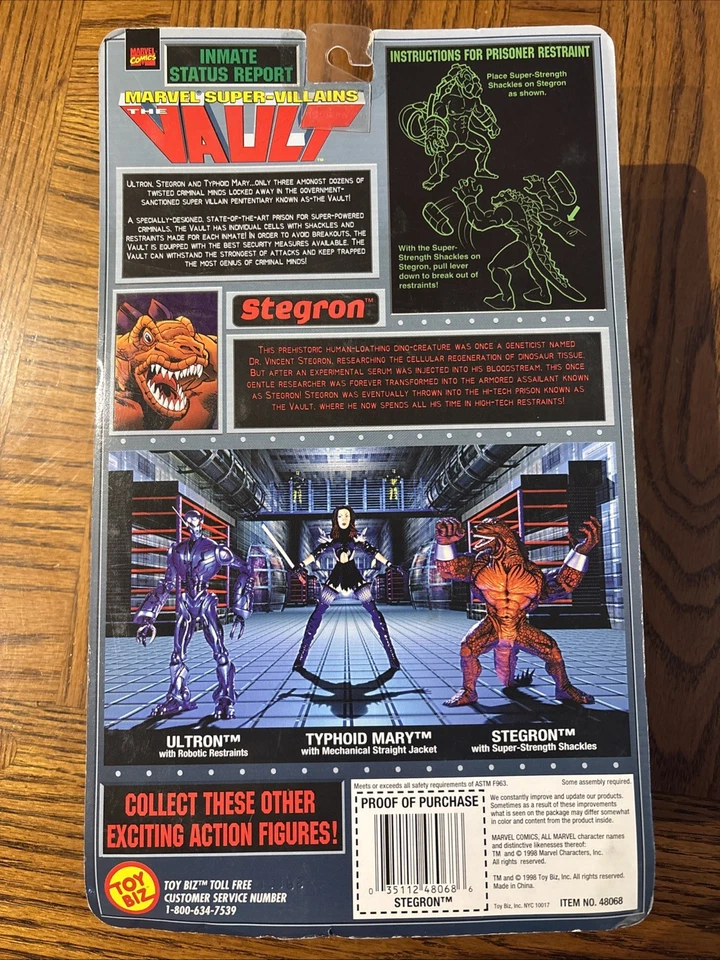 MARVEL
COMICS
INMATE
STATUS REPORT
MARVEL SUPER-VILLAINS
THE
VAULT™
ULTRON, STEGRON AND TYPHOID MARY...ONLY THREE AMONGST DOZENS OF
TWISTED CRIMINAL MINDS LOCKED AWAY IN THE GOVERNMENT-
SANCTIONED SUPER VILLAIN PENITENTIARY KNOWN AS-THE VAULT!
A SPECIALLY-DESIGNED, STATE-OF-THE-ART PRISON FOR SUPER-POWERED
CRIMINALS, THE VAULT HAS INDIVIDUAL CELLS WITH SHACKLES AND
RESTRAINTS MADE FOR EACH INMATE! IN ORDER TO AVOID BREAKOUTS, THE
VAULT IS EQUIPPED WITH THE BEST SECURITY MEASURES AVAILABLE. THE
VAULT CAN WITHSTAND THE STRONGEST OF ATTACKS AND KEEP TRAPPED
THE MOST GENIUS OF CRIMINAL MINDS!
INSTRUCTIONS FOR PRISONER RESTRAINT
Place Super-Strength
Shackles on Stegron
as shown.
With the Super-
Strength Shackles on
Stegron, pull lever
down to break out of
restraints!
Stegron™
THIS PREHISTORIC HUMAN-LOATHING DINO-CREATURE WAS ONCE A GENETICIST NAMED
DR. VINCENT STEGRON, RESEARCHING THE CELLULAR REGENERATION OF DINOSAUR TISSUE.
BUT AFTER AN EXPERIMENTAL SERUM WAS INJECTED INTO HIS BLOODSTREAM, THIS ONCE
GENTLE RESEARCHER WAS FOREVER TRANSFORMED INTO THE ARMORED ASSAILANT KNOWN
AS STEGRON! STEGRON WAS EVENTUALLY THROWN INTO THE HI-TECH PRISON KNOWN AS
THE VAULT, WHERE HE NOW SPENDS ALL HIS TIME IN HIGH-TECH RESTRAINTS!
ULTRON™
with Robotic Restraints
TYPHOID MARY™
with Mechanical Straight Jacket
STEGRON™
with Super-Strength Shackles
COLLECT THESE OTHER
EXCITING ACTION FIGURES!
TOY
BIZ
TOY BIZ™ TOLL FREE
CUSTOMER SERVICE NUMBER
1-800-634-7539
Meets or exceeds all safety requirements of ASTM F963.
Some assembly required.
PROOF OF PURCHASE
0 35112 48068 6
STEGRON™
We constantly improve and update our products.
Sometimes as a result of these improvements
what is seen on the package may differ somewhat
in color and content from the product inside.
MARVEL COMICS, ALL MARVEL character names
and distinctive likenesses thereof:
TM and © 1998 Marvel Characters, Inc.
All rights reserved.
TM and © 1998 Toy Biz, Inc. All rights reserved.
Made in China.
Toy Biz, Inc. NYC 10017
ITEM NO. 48068